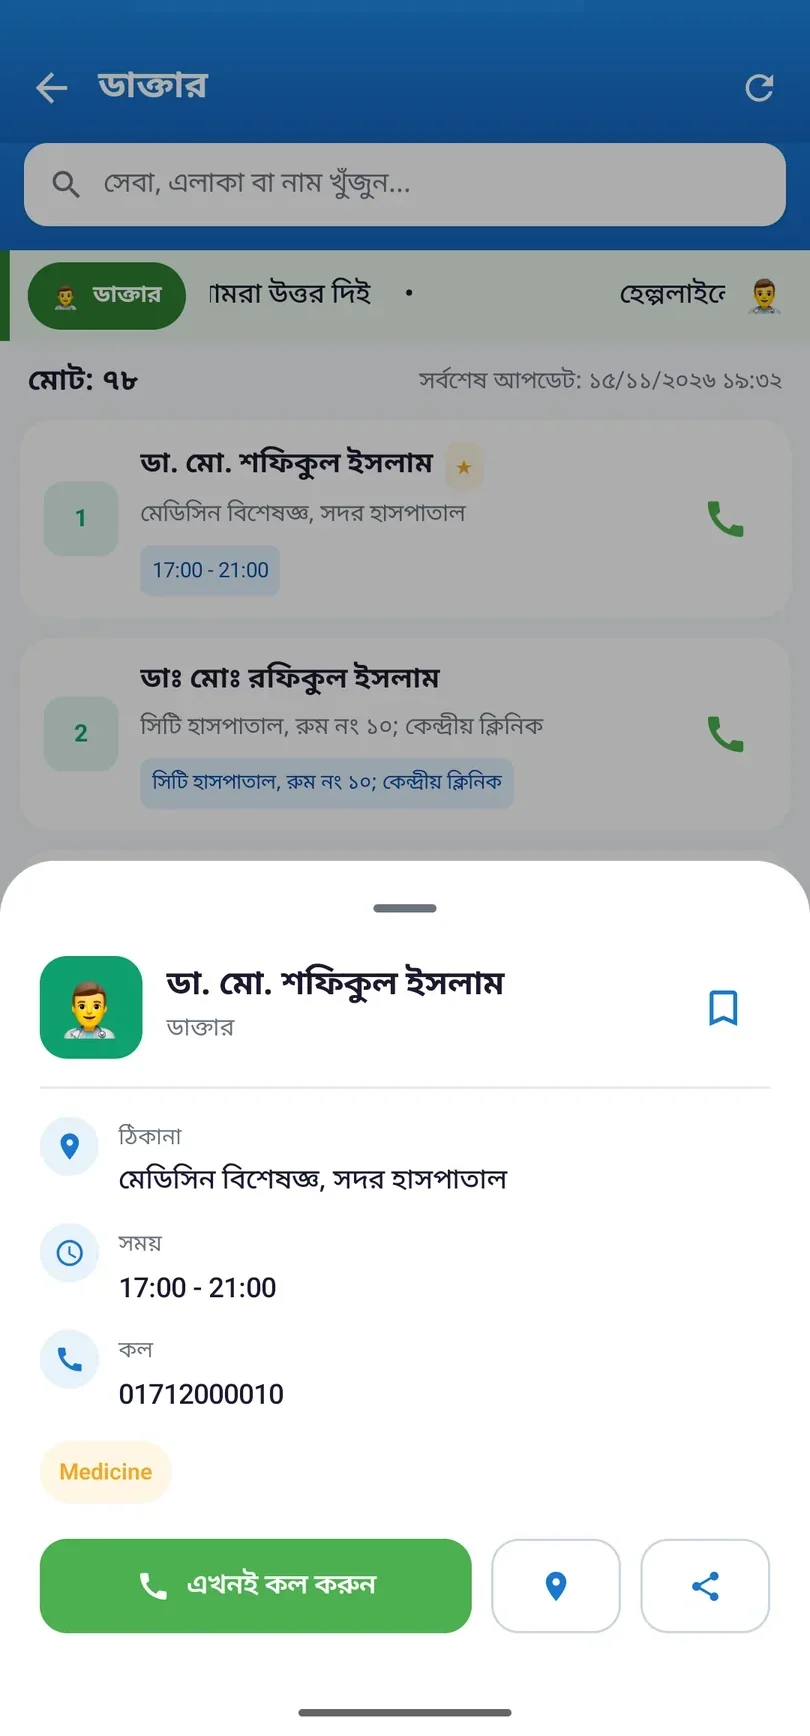 ডাক্তার
সেবা, এলাকা বা নাম খুঁজুন...
ডাক্তার
ামরা উত্তর দিই •
হেল্পলাইনে
মোট: ৭৮
সর্বশেষ আপডেট: ১৫/১১/২০২৬ ১৯:৩২
ডা. মো. শফিকুল ইসলাম
1
মেডিসিন বিশেষজ্ঞ, সদর হাসপাতাল
17:00 - 21:00
ডাঃ মোঃ রফিকুল ইসলাম
2
সিটি হাসপাতাল, রুম নং ১০; কেন্দ্রীয় ক্লিনিক
সিটি হাসপাতাল, রুম নং ১০; কেন্দ্রীয় ক্লিনিক
ডা. মো. শফিকুল ইসলাম
ডাক্তার
ঠিকানা
মেডিসিন বিশেষজ্ঞ, সদর হাসপাতাল
সময়
17:00 - 21:00
কল
01712000010
Medicine
এখনই কল করুন